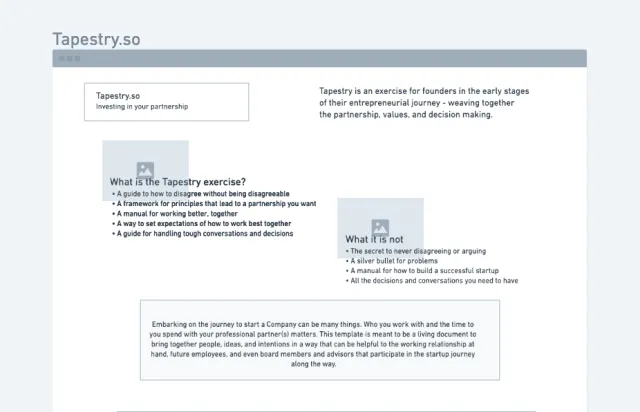 Tapestry.so
Tapestry.so
Investing in your partnership
Tapestry is an exercise for founders in the early stages
of their entrepreneurial journey - weaving together
the partnership, values, and decision making.
What is the Tapestry exercise?
• A guide to how to disagree without being disagreeable
• A framework for principles that lead to a partnership you want
• A manual for working better, together
• A way to set expectations of how to work best together
• A guide for handling tough conversations and decisions
What it is not
• The secret to never disagreeing or arguing
• A silver bullet for problems
• A manual for how to build a successful startup
• All the decisions and conversations you need to have
Embarking on the journey to start a Company can be many things. Who you work with and the time to
you spend with your professional partner(s) matters. This template is meant to be a living document to
bring together people, ideas, and intentions in a way that can be helpful to the working relationship at
hand, future employees, and even board members and advisors that participate in the startup journey
along the way.